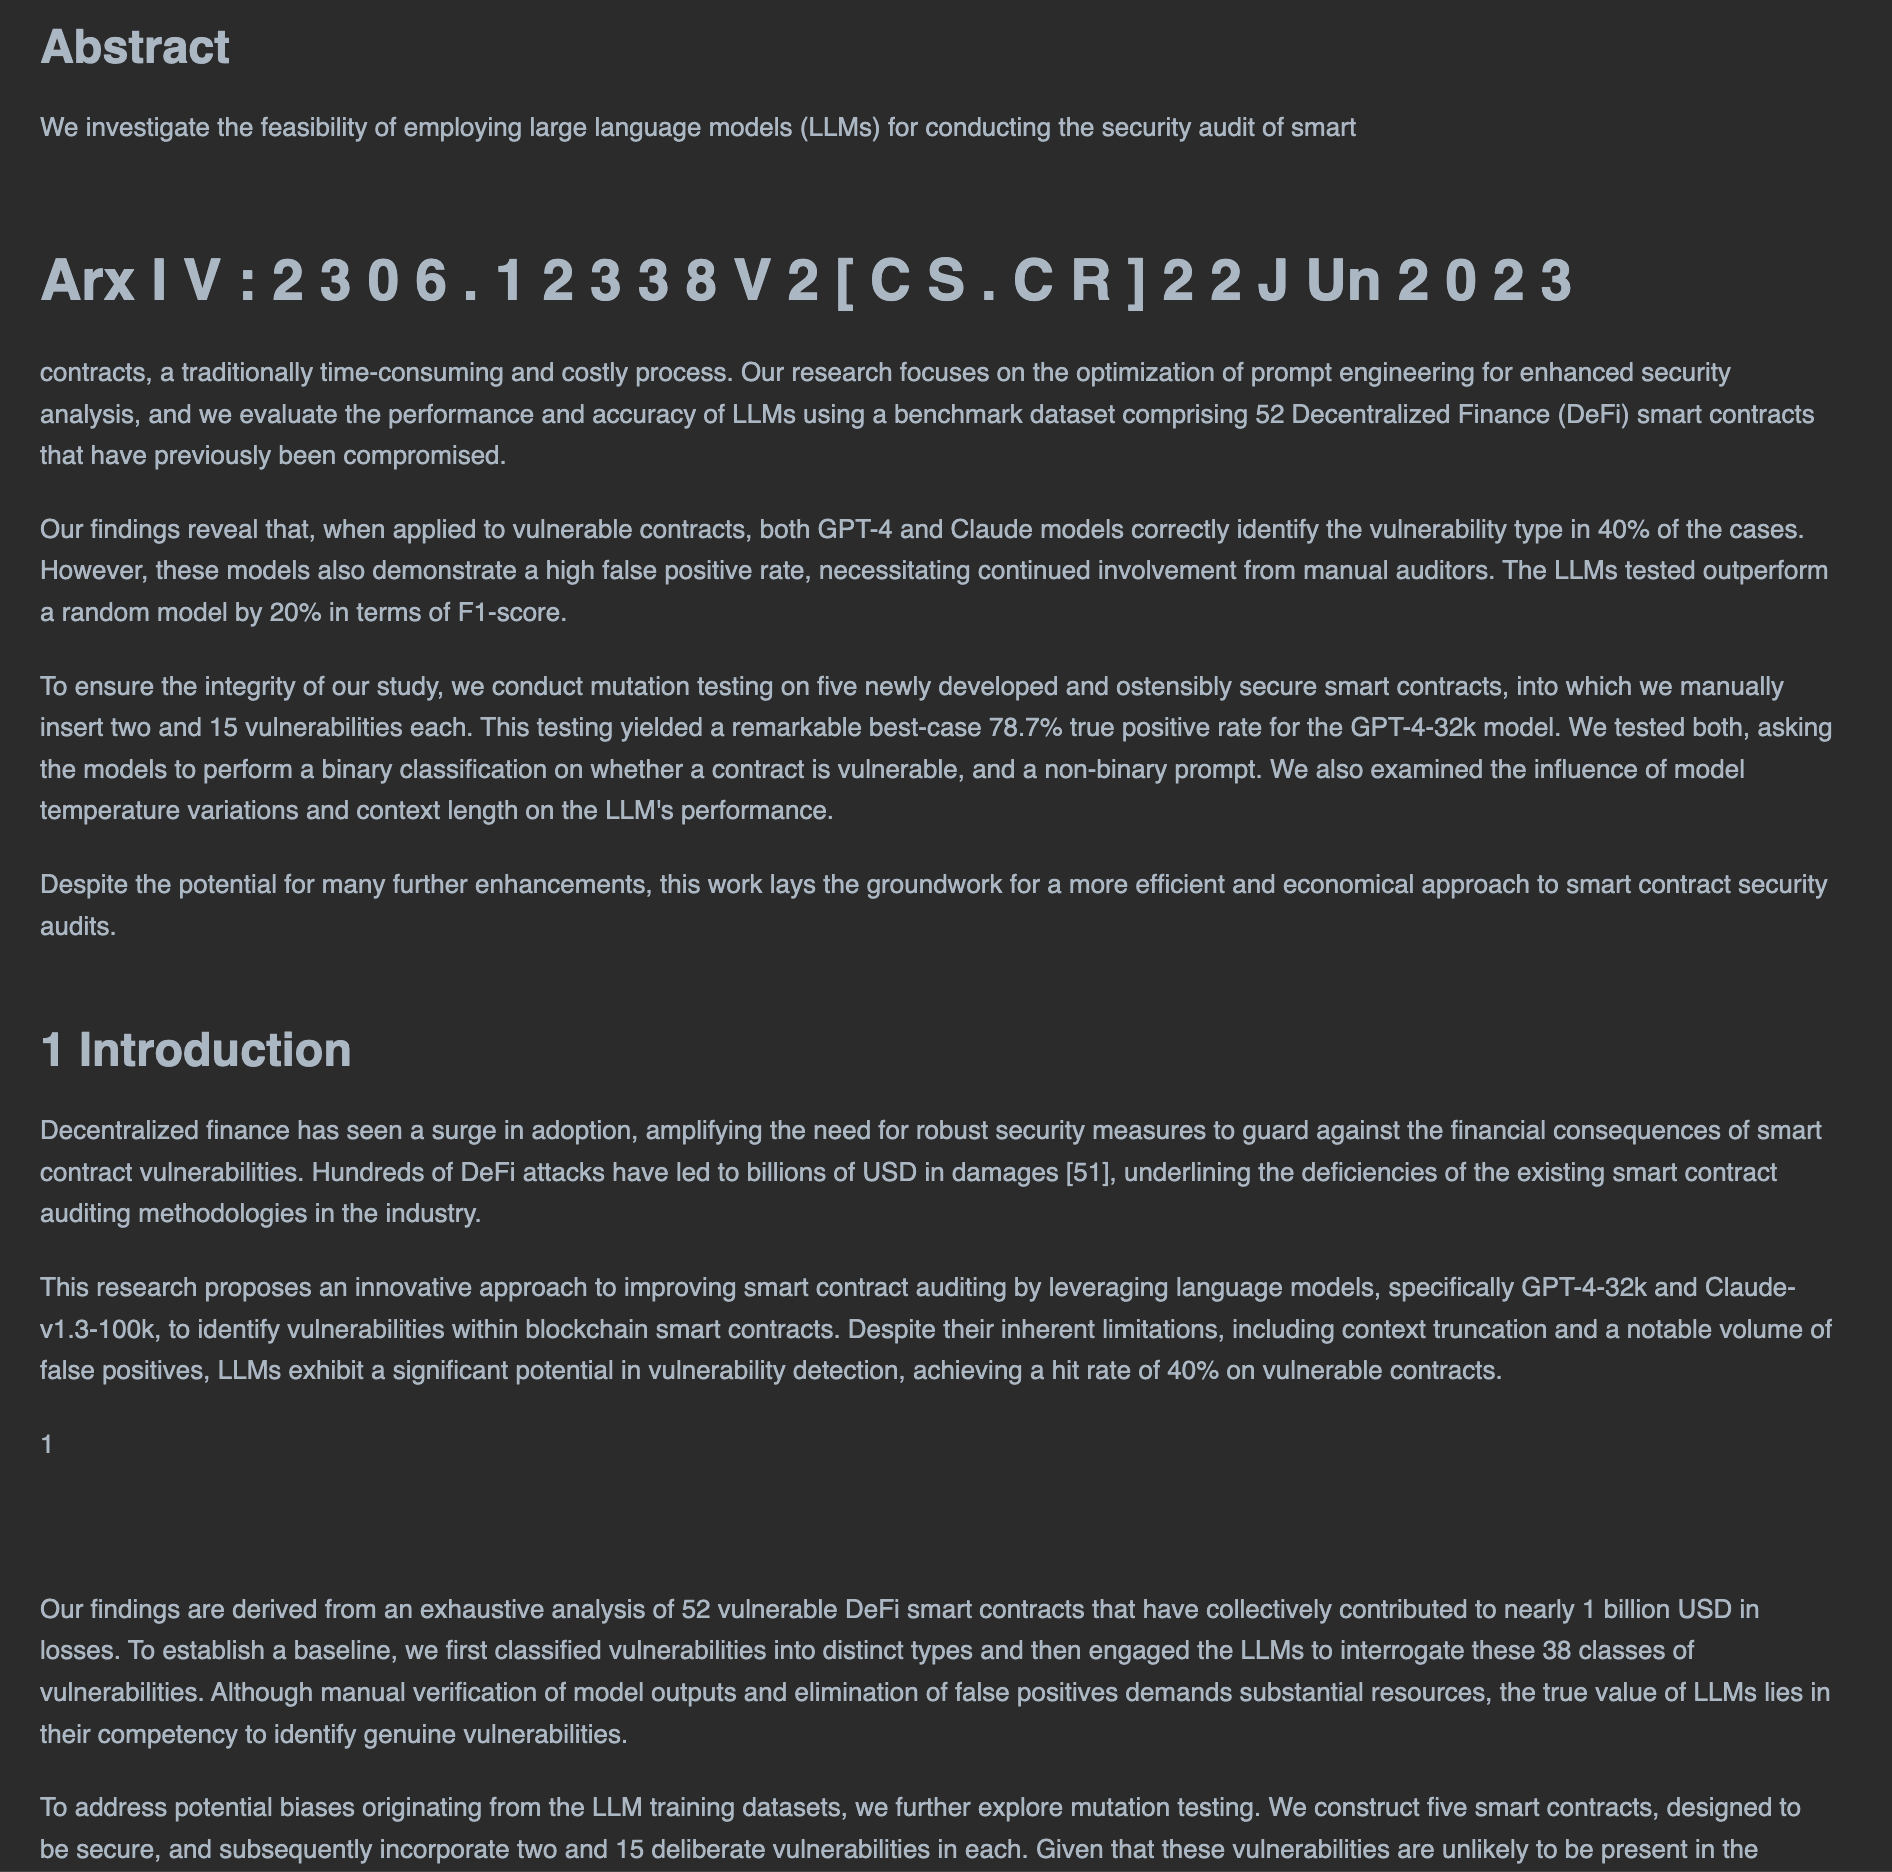 Abstract
We investigate the feasibility of employing large language models (LLMs) for conducting the security audit of smart
Arx I V : 2 3 0 6 . 1 2 3 3 8 V 2 [ C S . C R ] 2 2 J Un 2 0 2 3
contracts, a traditionally time-consuming and costly process. Our research focuses on the optimization of prompt engineering for enhanced security
analysis, and we evaluate the performance and accuracy of LLMs using a benchmark dataset comprising 52 Decentralized Finance (DeFi) smart contracts
that have previously been compromised.
Our findings reveal that, when applied to vulnerable contracts, both GPT-4 and Claude models correctly identify the vulnerability type in 40% of the cases.
However, these models also demonstrate a high false positive rate, necessitating continued involvement from manual auditors. The LLMs tested outperform
a random model by 20% in terms of F1-score.
To ensure the integrity of our study, we conduct mutation testing on five newly developed and ostensibly secure smart contracts, into which we manually
insert two and 15 vulnerabilities each. This testing yielded a remarkable best-case 78.7% true positive rate for the GPT-4-32k model. We tested both, asking
the models to perform a binary classification on whether a contract is vulnerable, and a non-binary prompt. We also examined the influence of model
temperature variations and context length on the LLM's performance.
Despite the potential for many further enhancements, this work lays the groundwork for a more efficient and economical approach to smart contract security
audits.
1 Introduction
Decentralized finance has seen a surge in adoption, amplifying the need for robust security measures to guard against the financial consequences of smart
contract vulnerabilities. Hundreds of DeFi attacks have led to billions of USD in damages [51], underlining the deficiencies of the existing smart contract
auditing methodologies in the industry.
This research proposes an innovative approach to improving smart contract auditing by leveraging language models, specifically GPT-4-32k and Claude-
v1.3-100k, to identify vulnerabilities within blockchain smart contracts. Despite their inherent limitations, including context truncation and a notable volume of
false positives, LLMs exhibit a significant potential in vulnerability detection, achieving a hit rate of 40% on vulnerable contracts.
1
Our findings are derived from an exhaustive analysis of 52 vulnerable DeFi smart contracts that have collectively contributed to nearly 1 billion USD in
losses. To establish a baseline, we first classified vulnerabilities into distinct types and then engaged the LLMs to interrogate these 38 classes of
vulnerabilities. Although manual verification of model outputs and elimination of false positives demands substantial resources, the true value of LLMs lies in
their competency to identify genuine vulnerabilities.
To address potential biases originating from the LLM training datasets, we further explore mutation testing. We construct five smart contracts, designed to
be secure, and subsequently incorporate two and 15 deliberate vulnerabilities in each. Given that these vulnerabilities are unlikely to be present in the